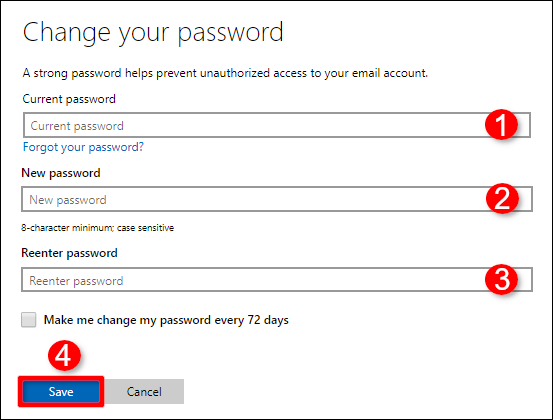 Change your password
A strong password helps prevent unauthorized access to your email account.
Current password
Current password 1
Forgot your password?
New password
New password 2
8-character minimum; case sensitive
Reenter password
Reenter password 3
Make me change my password every 72 days
4
Save Cancel